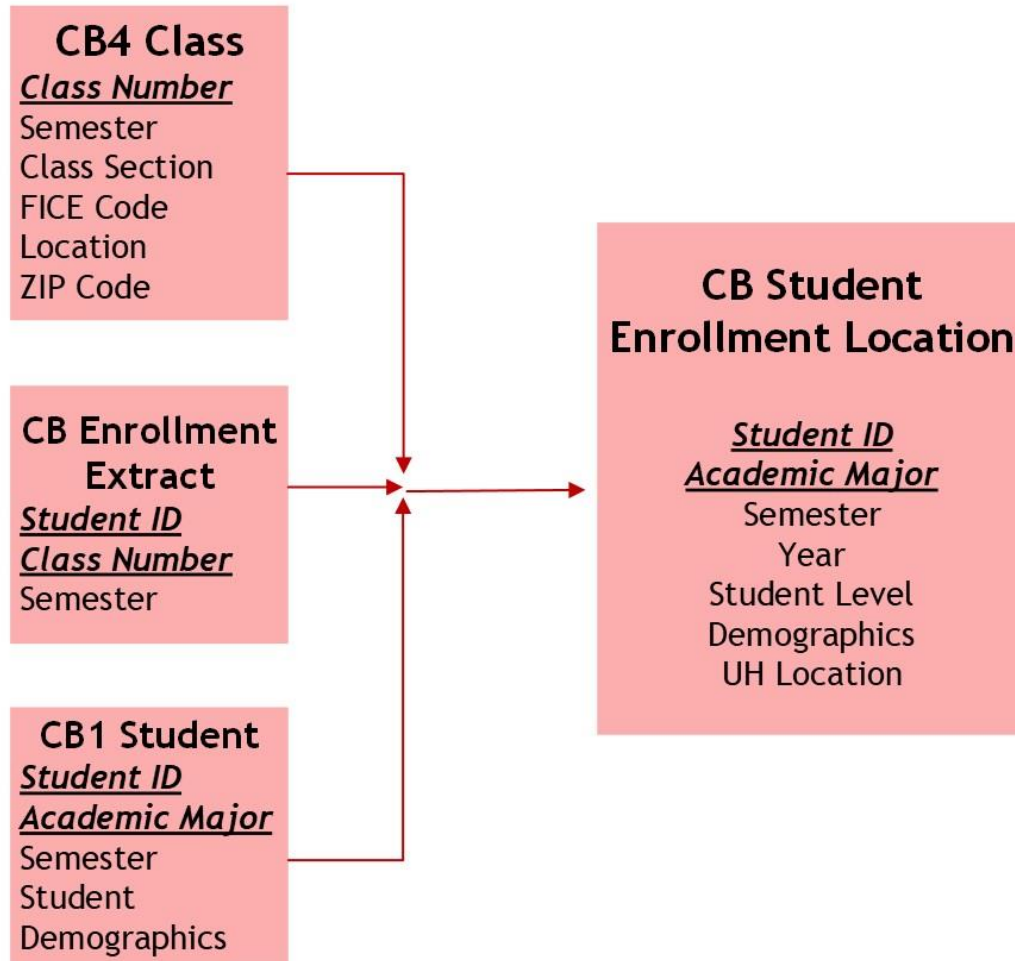 CB4 Class
Class Number
Semester
Class Section
FICE Code
Location
ZIP Code
CB Enrollment
Extract
Student ID
Class Number
Semester
CB1 Student
Student ID
Academic Major
Semester
Student
Demographics
CB Student
Enrollment Location
Student ID
Academic Major
Semester
Year
Student Level
Demographics
UH Location